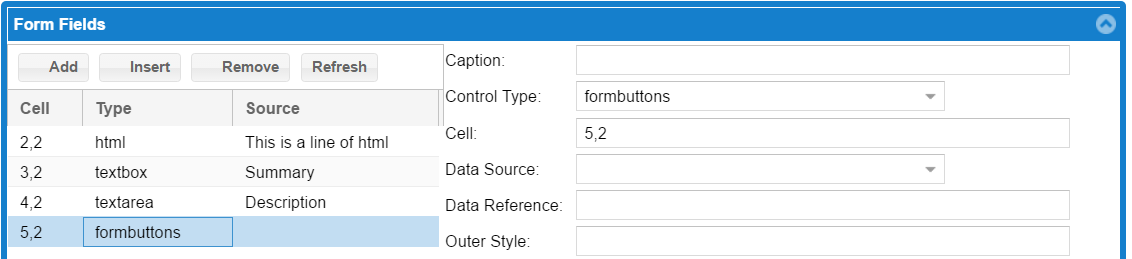 Form Fields
Add Insert Remove Refresh
Cell Type Source
2,2 html This is a line of html
3,2 textbox Summary
4,2 textarea Description
5,2 formbuttons
Caption:
Control Type: formbuttons
Cell: 5,2
Data Source:
Data Reference:
Outer Style: